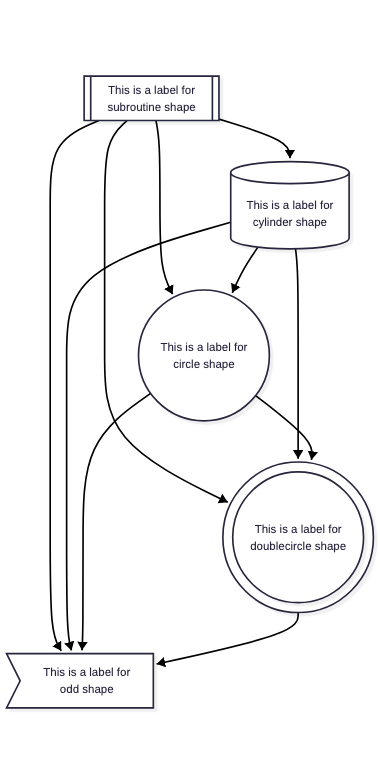 This is a label for
subroutine shape
This is a label for
cylinder shape
This is a label for
circle shape
This is a label for
doublecircle shape
This is a label for
odd shape